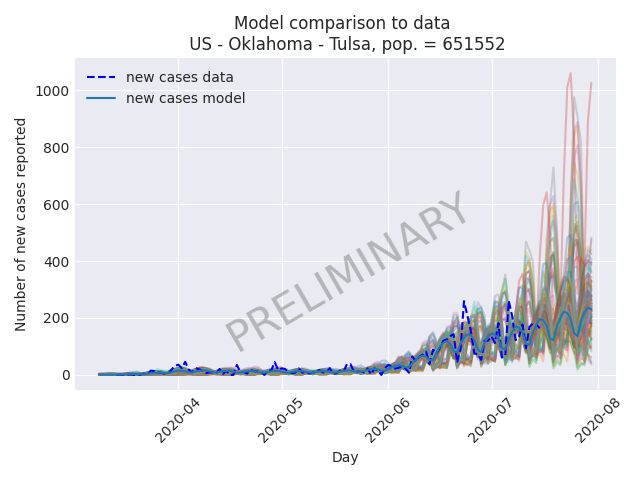 Model comparison to data
US - Oklahoma - Tulsa, pop. = 651552
new cases data
new cases model
Number of new cases reported
1000
800
600
400
200
0
PRELIMINARY
2020-04
2020-05
2020-06
2020-07
2020-08
Day